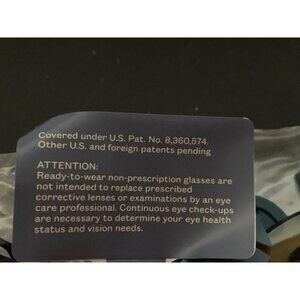 Covered under U.S. Pat. No. 8,360,574.
Other U.S. and foreign patents pending
ATTENTION:
Ready-to-wear non-prescription glasses are
not intended to replace prescribed
corrective lenses or examinations by an eye
care professional. Continuous eye check-ups
are necessary to determine your eye health
status and vision needs.